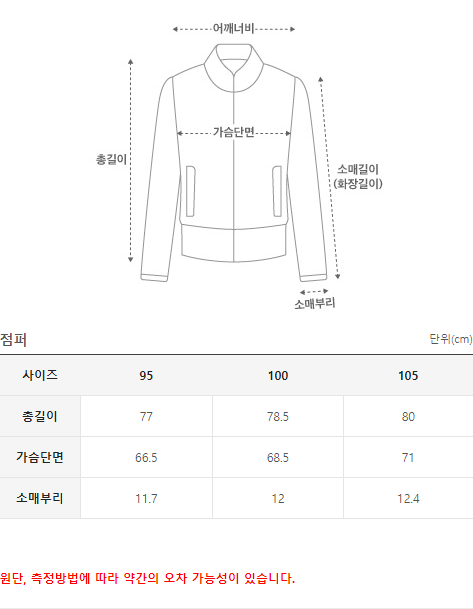 어깨너비
가슴단면
총길이
소매길이
(화장길이)
소매부리
점퍼 단위(cm)
사이즈 95 100 105
총길이 77 78.5 80
가슴단면 66.5 68.5 71
소매부리 11.7 12 12.4
원단, 측정방법에 따라 약간의 오차 가능성이 있습니다.